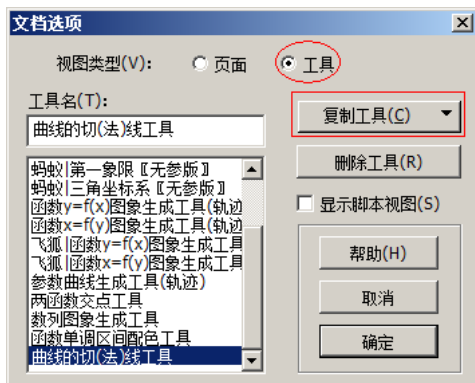 文档选项
视图类型(V):
页面
工具
工具名(T):
曲线的切(法)线工具
复制工具(C)
删除工具(R)
显示脚本视图(S)
蚂蚁|第一象限〖无参版〗
蚂蚁|三角坐标系〖无参版〗
函数y=f(x)图象生成工具(轨迹
函数x=f(y)图象生成工具(轨迹
飞狐|函数y=f(x)图象生成工具
飞狐|函数x=f(y)图象生成工具
参数曲线生成工具(轨迹)
两函数交点工具
数列图象生成工具
函数单调区间配色工具
曲线的切(法)线工具
帮助(H)
取消
确定